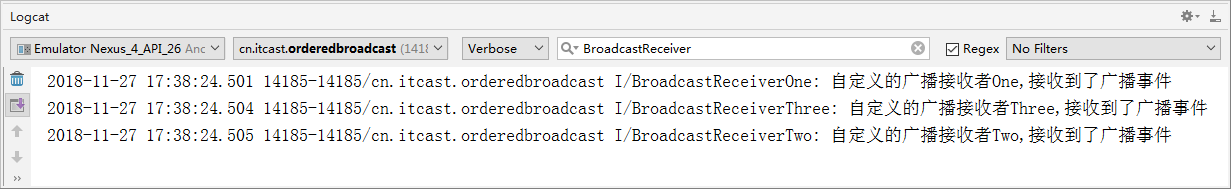 Logcat
Emulator Nexus_4_API_26 And
cn.itcast.orderedbroadcast (1418
Verbose
BroadcastReceiver
Regex
No Filters
2018-11-27 17:38:24.501 14185-14185/cn.itcast.orderedbroadcast I/BroadcastReceiverOne: 自定义的广播接收者One,接收到了广播事件
2018-11-27 17:38:24.504 14185-14185/cn.itcast.orderedbroadcast I/BroadcastReceiverThree: 自定义的广播接收者Three,接收到了广播事件
2018-11-27 17:38:24.505 14185-14185/cn.itcast.orderedbroadcast I/BroadcastReceiverTwo: 自定义的广播接收者Two,接收到了广播事件